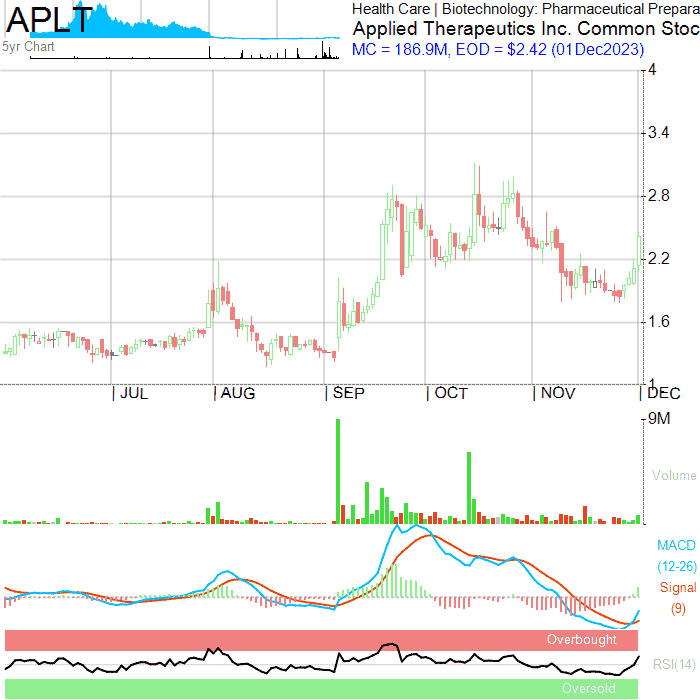 APLT
5yr Chart
Health Care | Biotechnology: Pharmaceutical Prepara
Applied Therapeutics Inc. Common Stoc
MC = 186.9M, EOD = $2.42 (01Dec2023)
4
3.4
2.8
2.2
1.6
1
| JUL | AUG | SEP | OCT | NOV | DEC
9M
Volume
MACD
(12-26)
Signal
(9)
Overbought
RSI(14)
Oversold